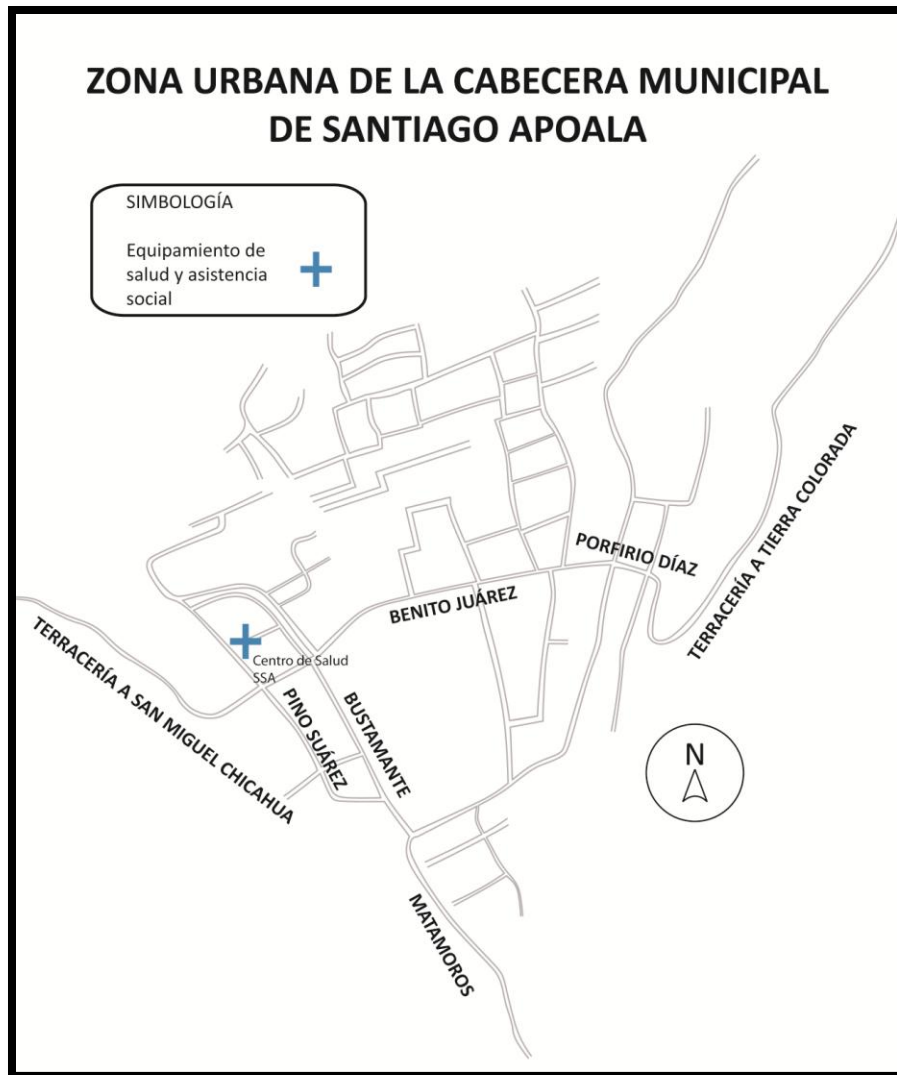 ZONA URBANA DE LA CABECERA MUNICIPAL
DE SANTIAGO APOALA
SIMBOLOGÍA
Equipamiento de
salud y asistencia
social
PORFIRIO DÍAZ
TERRACERÍA A TIERRA COLORADA
BENITO JUÁREZ
TERRACERÍA A SAN MIGUEL CHICAHUA
Centro de Salud
SSA
PINO SUÁREZ
BUSTAMANTE
N
MATAMOROS